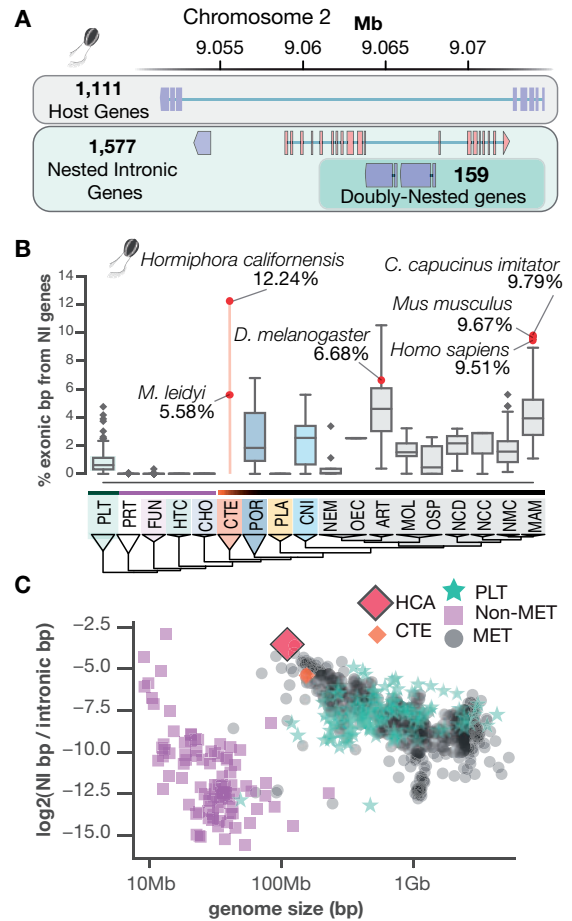 A
Chromosome 2 Mb
9.055 9.06 9.065 9.07
1,111
Host Genes
1,577
Nested Intronic
Genes
159
Doubly-Nested genes
B
Hormiphora californensis
12.24%
C. capucinus imitator
9.79%
Mus musculus
9.67%
D. melanogaster
6.68%
Homo sapiens
9.51%
M. leidyi
5.58%
% exonic bp from NI genes
14
12
10
8
6
4
2
0
PLT PRT FUN HTC CHO CTE POR PLA CNI NEM OEC ART MOL OSP NCD NCC NMC MAM
C
HCA
CTE
PLT
Non-MET
MET
log2(NI bp / intronic bp)
−2.5
−5.0
−7.5
−10.0
−12.5
−15.0
10Mb 100Mb 1Gb
genome size (bp)